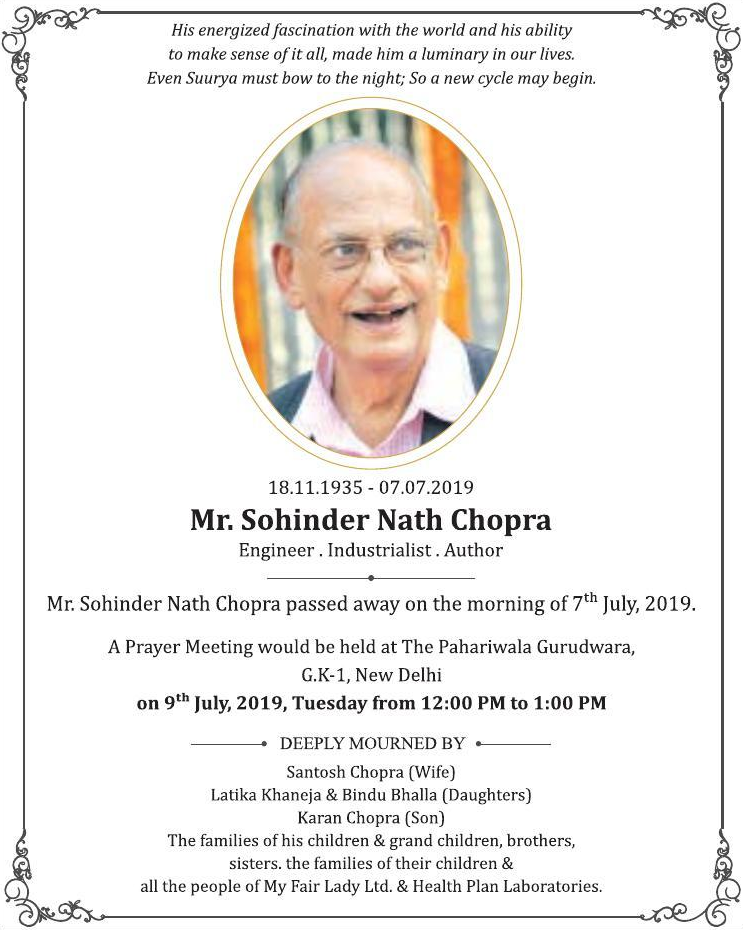 His energized fascination with the world and his ability
to make sense of it all, made him a luminary in our lives.
Even Suurya must bow to the night; So a new cycle may begin.
18.11.1935 - 07.07.2019
Mr. Sohinder Nath Chopra
Engineer . Industrialist . Author
Mr. Sohinder Nath Chopra passed away on the morning of 7th July, 2019.
A Prayer Meeting would be held at The Pahariwala Gurudwara,
G.K-1, New Delhi
on 9th July, 2019, Tuesday from 12:00 PM to 1:00 PM
DEEPLY MOURNED BY
Santosh Chopra (Wife)
Latika Khaneja & Bindu Bhalla (Daughters)
Karan Chopra (Son)
The families of his children & grand children, brothers,
sisters. the families of their children &
all the people of My Fair Lady Ltd. & Health Plan Laboratories.